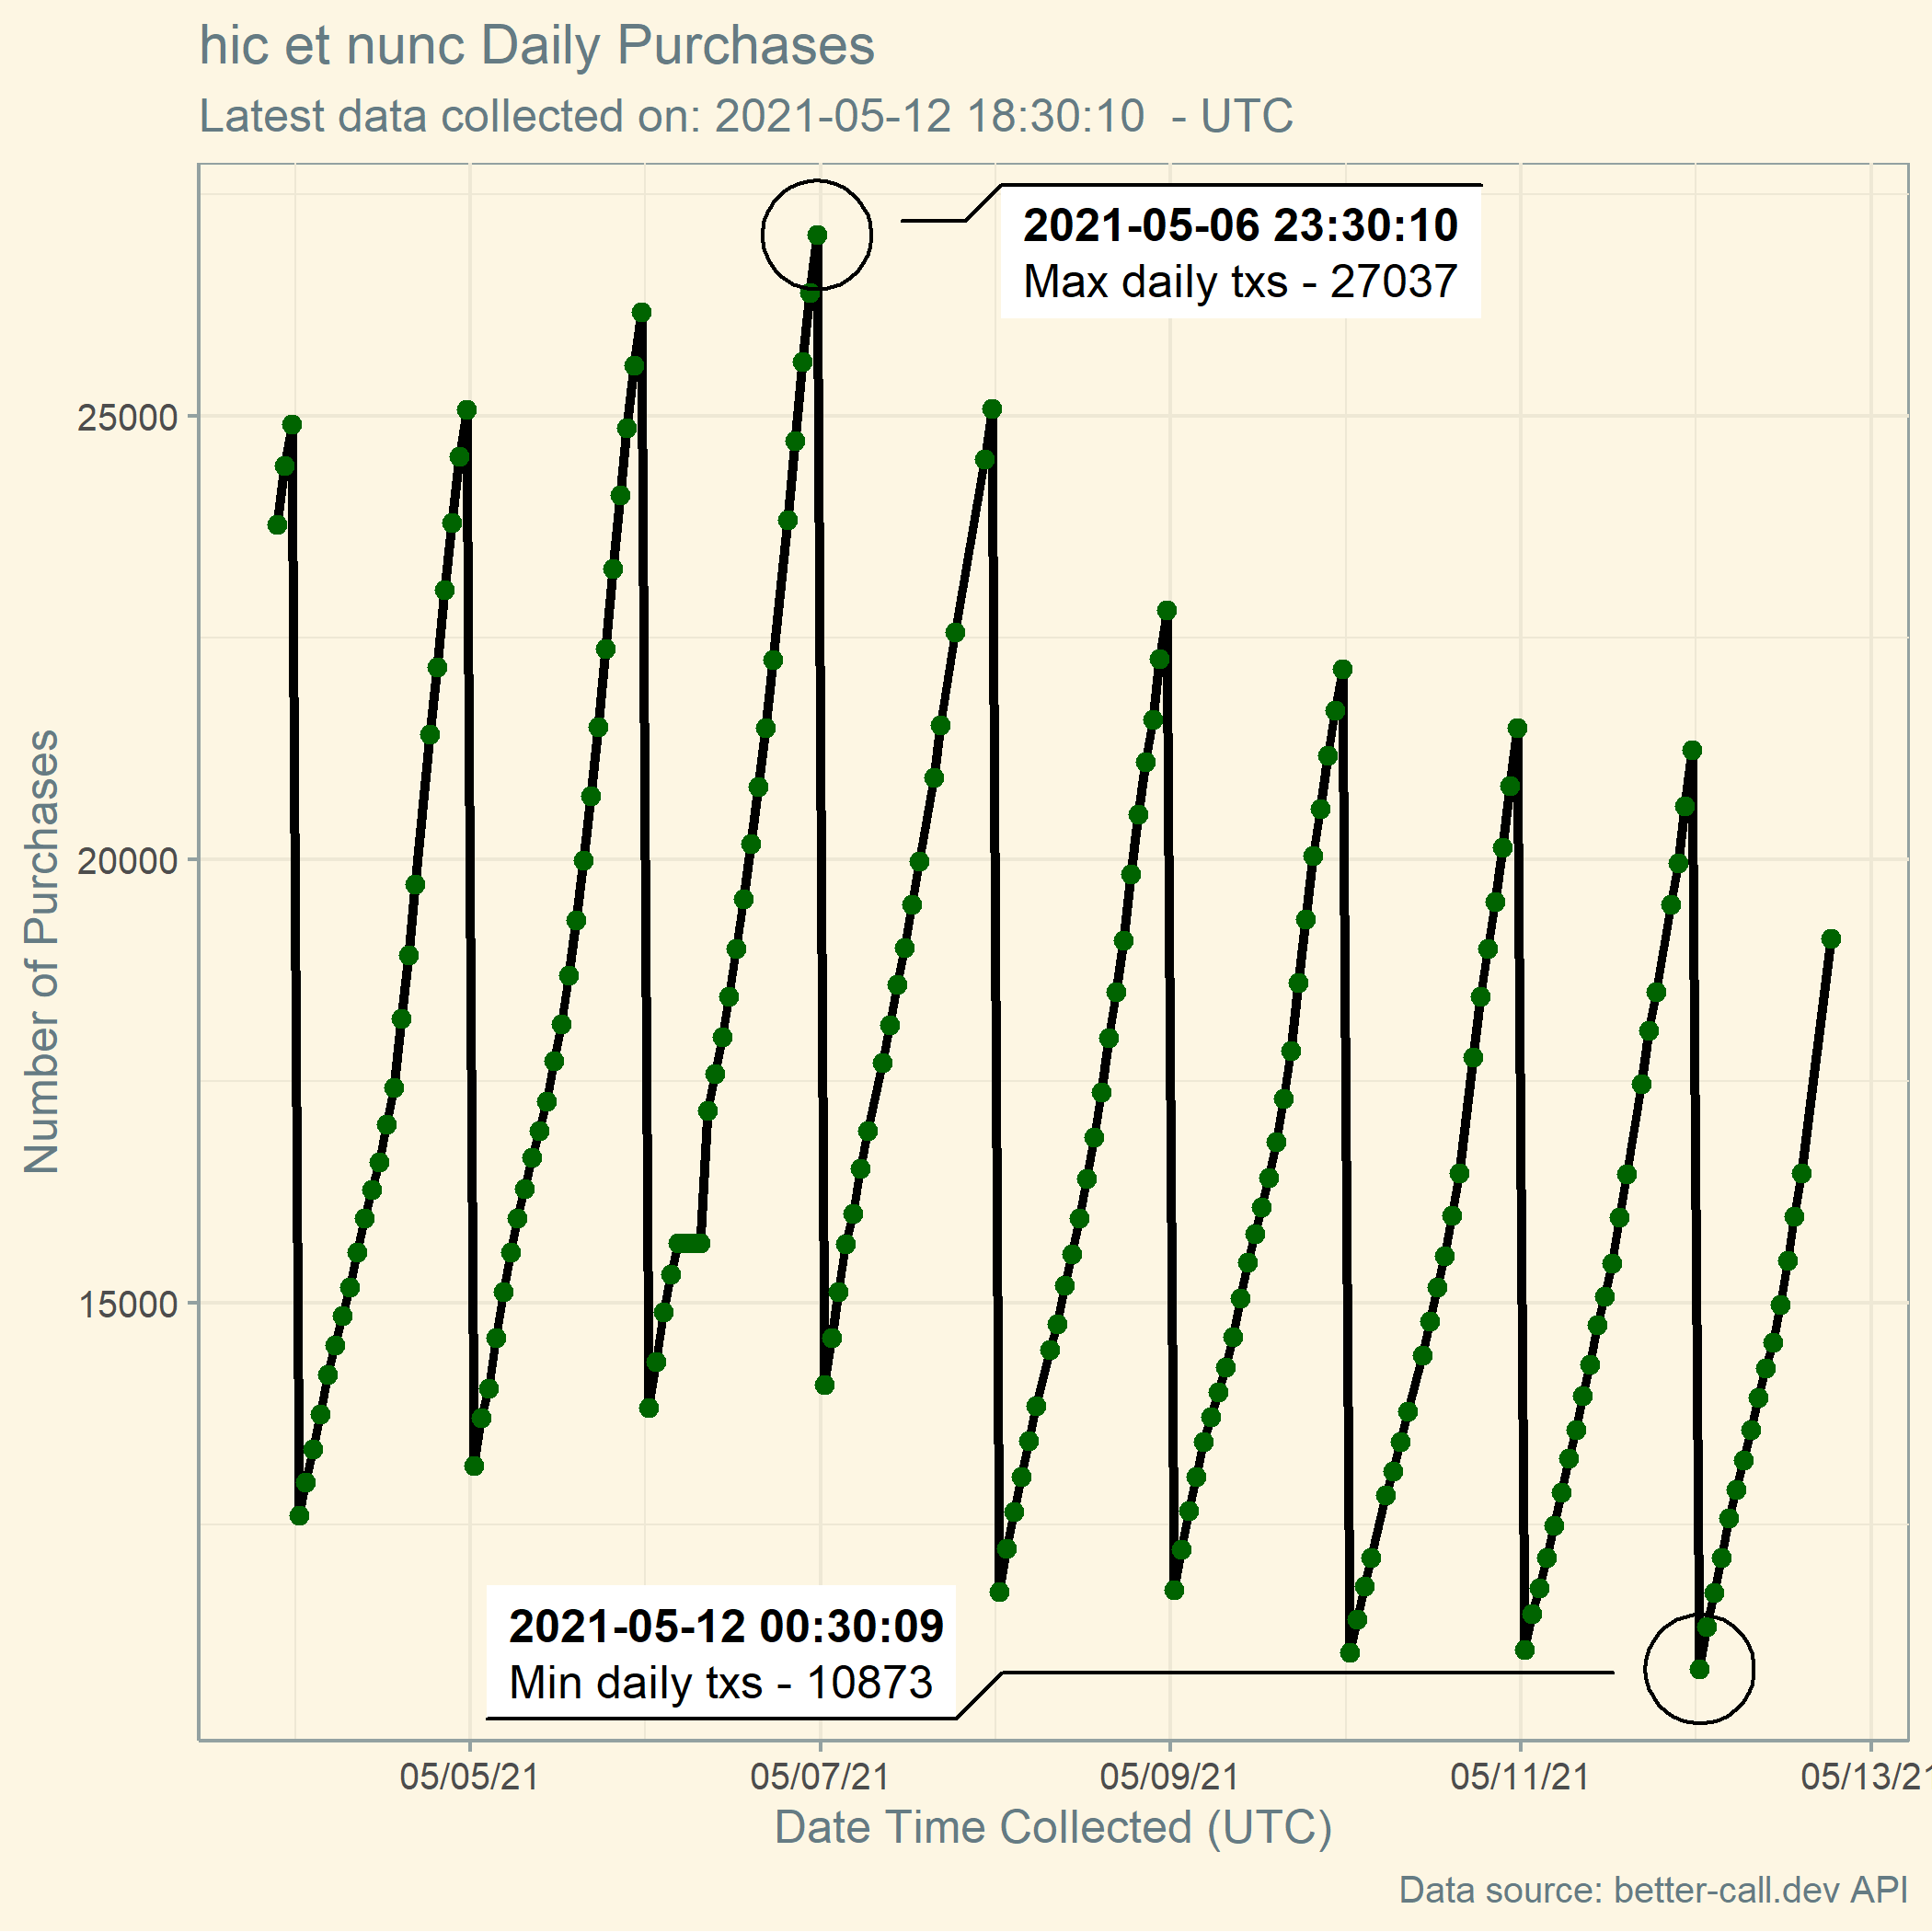 hic et nunc Daily Purchases
Latest data collected on: 2021-05-12 18:30:10  - UTC
2021-05-06 23:30:10
Max daily txs - 27037
25000
20000
15000
Number of Purchases
2021-05-12 00:30:09
Min daily txs - 10873
05/05/21
05/07/21
05/09/21
05/11/21
05/13/21
Date Time Collected (UTC)
Data source: better-call.dev API